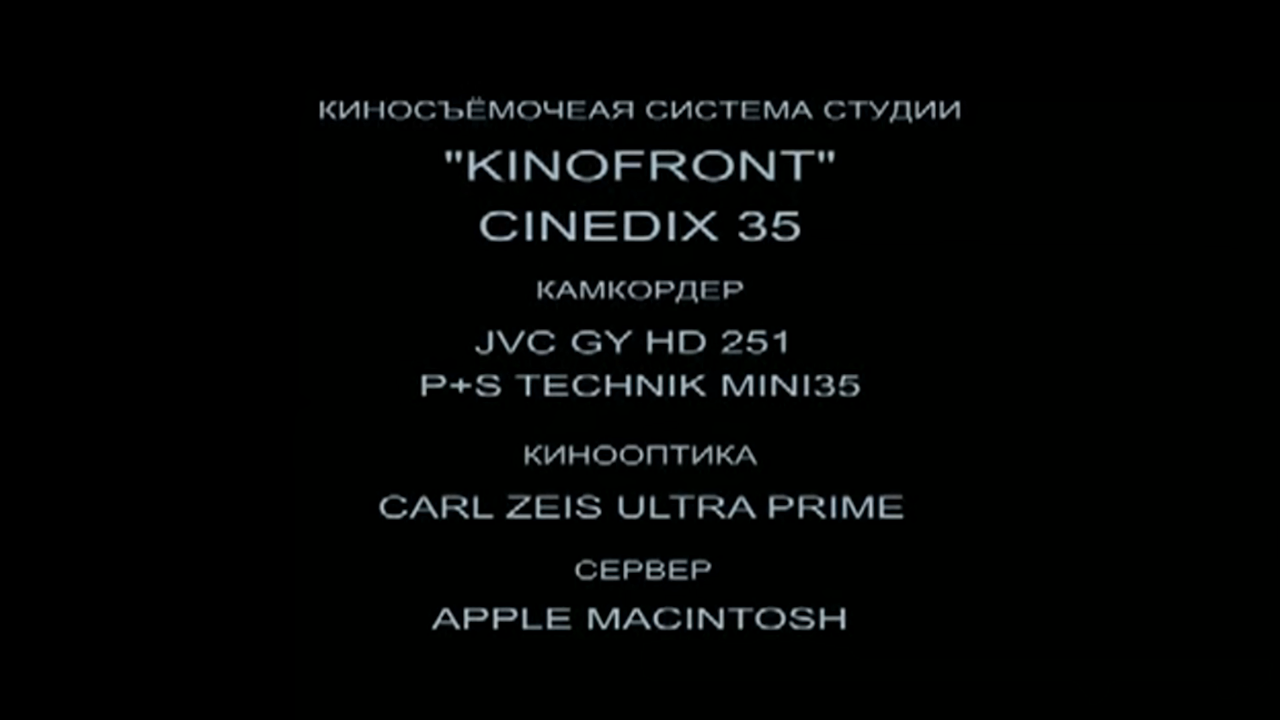 КИНОСЪЁМОЧЕАЯ СИСТЕМА СТУДИИ
"KINOFRONT"
CINEDIX 35
КАМКОРДЕР
JVC GY HD 251
P+S TECHNIK MINI35
КИНООПТИКА
CARL ZEIS ULTRA PRIME
СЕРВЕР
APPLE MACINTOSH